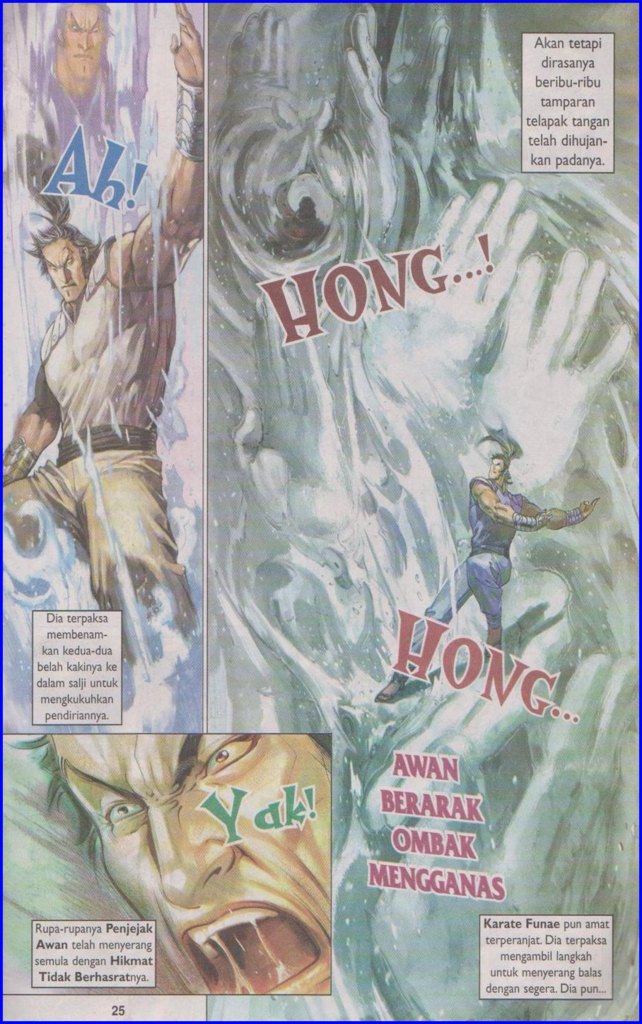 Ah!
Dia terpaksa
membenam-
kan kedua-dua
belah kakinya ke
dalam salji untuk
mengkukuhkan
pendiriannya.
Akan tetapi
dirasanya
beribu-ribu
tamparan
telapak tangan
telah dihujan-
kan padanya.
HONG...!
HONG...
Yak!
Rupa-rupanya Penjejak
Awan telah menyerang
semula dengan Hikmat
Tidak Berhasratnya.
AWAN
BERARAK
OMBAK
MENGGANAS
Karate Funae pun amat
terperanjat. Dia terpaksa
mengambil langkah
untuk menyerang balas
dengan segera. Dia pun...
25